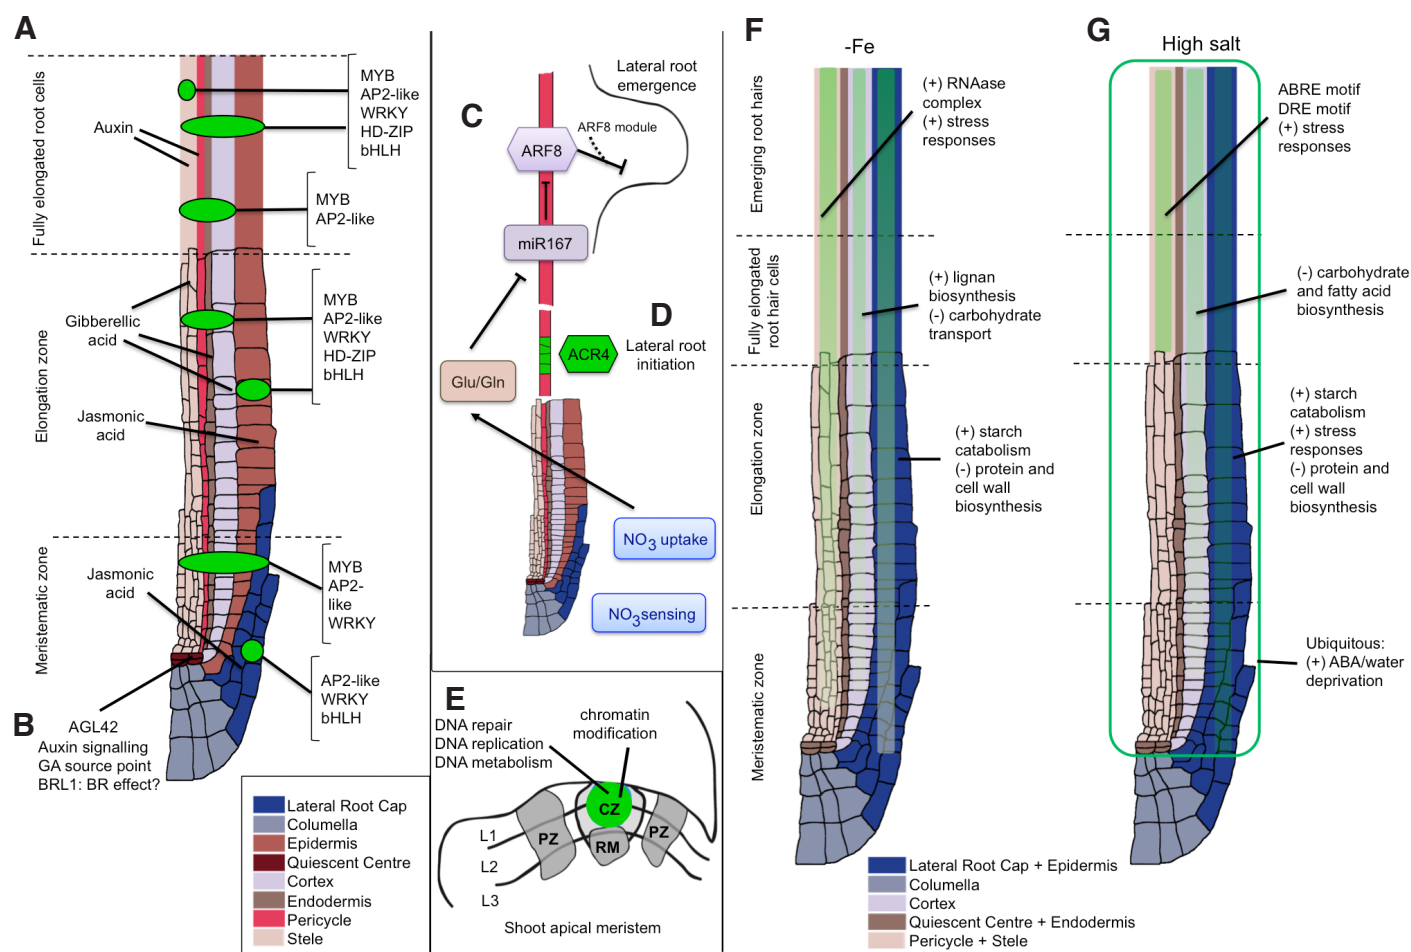 A
Fully elongated root cells
Elongation zone
Meristematic zone
MYB
AP2-like
WRKY
HD-ZIP
bHLH
Auxin
MYB
AP2-like
Gibberellic
acid
MYB
AP2-like
WRKY
HD-ZIP
bHLH
Jasmonic
acid
Jasmonic
acid
MYB
AP2-
like
WRKY
AP2-like
WRKY
bHLH
B
AGL42
Auxin signalling
GA source point
BRL1: BR effect?
Lateral Root Cap
Columella
Epidermis
Quiescent Centre
Cortex
Endodermis
Pericycle
Stele
C
Lateral root
emergence
ARF8 module
ARF8
miR167
Glu/Gln
D
Lateral root
initiation
ACR4
NO3 uptake
NO3sensing
E
DNA repair
DNA replication
DNA metabolism
chromatin
modification
CZ
PZ
RM
PZ
L1
L2
L3
Shoot apical meristem
F
-Fe
Emerging root hairs
Fully elongated
root hair cells
Elongation zone
Meristematic zone
(+) RNAase
complex
(+) stress
responses
(+) lignan
biosynthesis
(-) carbohydrate
transport
(+) starch
catabolism
(-) protein and
cell wall
biosynthesis
G
High salt
ABRE motif
DRE motif
(+) stress
responses
(-) carbohydrate
and fatty acid
biosynthesis
(+) starch
catabolism
(+) stress
responses
(-) protein and
cell wall
biosynthesis
Ubiquitous:
(+) ABA/water
deprivation
Lateral Root Cap + Epidermis
Columella
Cortex
Quiescent Centre + Endodermis
Pericycle + Stele